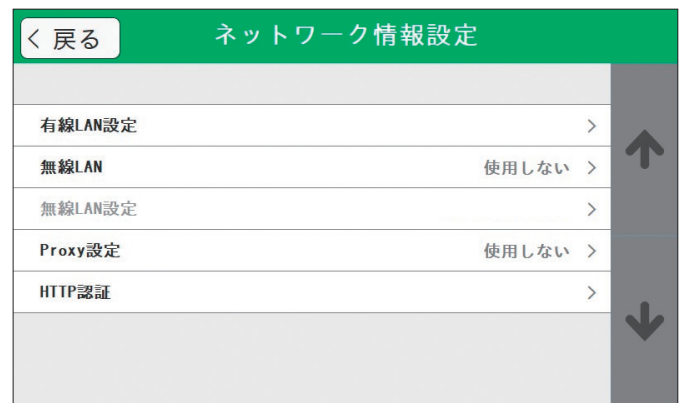 戻る
ネットワーク情報設定
有線LAN設定
無線LAN 使用しない
無線LAN設定
Proxy設定 使用しない
HTTP認証